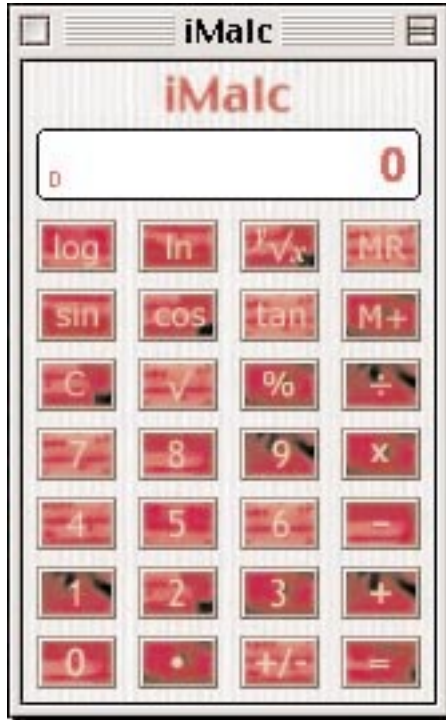 iMalc
iMalc
D 0
log ln y√x MR
sin cos tan M+
C √ % ÷
7 8 9 x
4 5 6 -
1 2 3 +
0 • +/- =